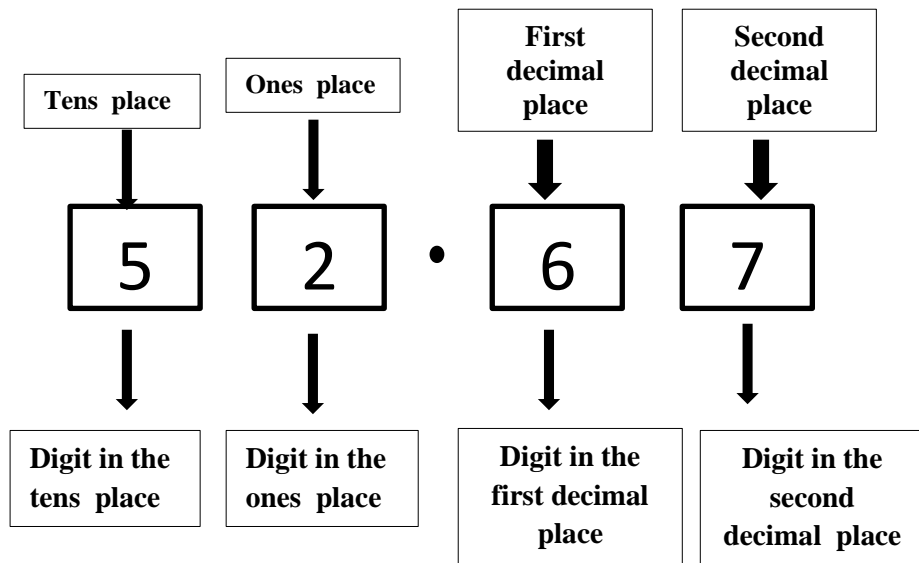 Tens place
Ones place
First
decimal
place
Second
decimal
place
5 2 • 6 7
Digit in the
tens place
Digit in the
ones place
Digit in the
first decimal
place
Digit in the
second
decimal place